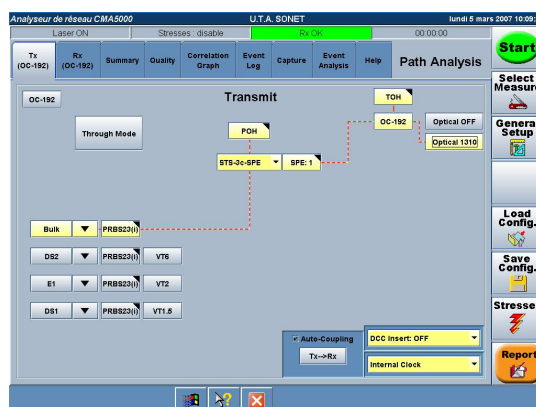 Analyseur de réseau CMA5000 U.T.A. SONET lundi 5 mars 2007 10:09:
Laser ON Stresses : disable Rx OK 00:00:00
Tx (OC-192) Rx (OC-192) Summary Quality Correlation Graph Event Log Capture Event Analysis Help Path Analysis
Start
Select Measure
General Setup
Load Config.
Save Config.
Stresse
Report
OC-192 Transmit TOH
Through Mode POH OC-192 Optical OFF
Optical 1310
STS-3c-SPE SPE: 1
Bulk PRBS23(i)
DS2 PRBS23(i) VT6
E1 PRBS23(i) VT2
DS1 PRBS23(i) VT1.5
Auto-Coupling DCC Insert: OFF
Tx-->Rx
Internal Clock